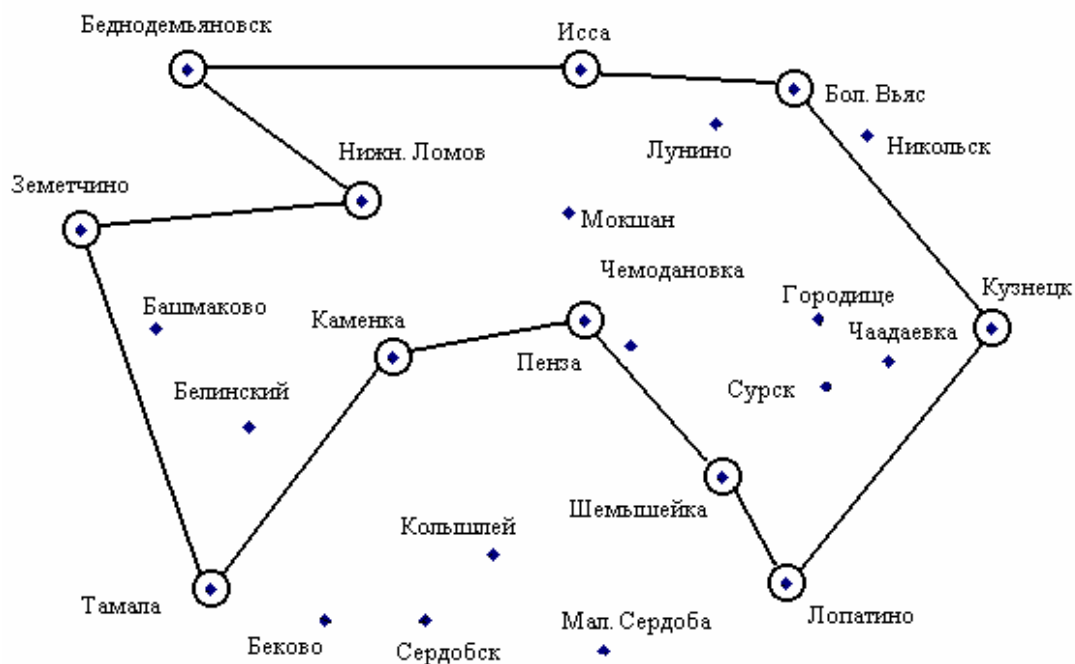 Беднодемьяновск
Исса
Бол. Вьяс
Никольск
Лунино
Нижн. Ломов
Земетчино
Мокшан
Чемодановка
Городище
Кузнецк
Чаадаевка
Башмаково
Каменка
Пенза
Сурск
Белинский
Шемышейка
Колышлей
Тамала
Лопатино
Беково
Сердобск
Мал. Сердоба